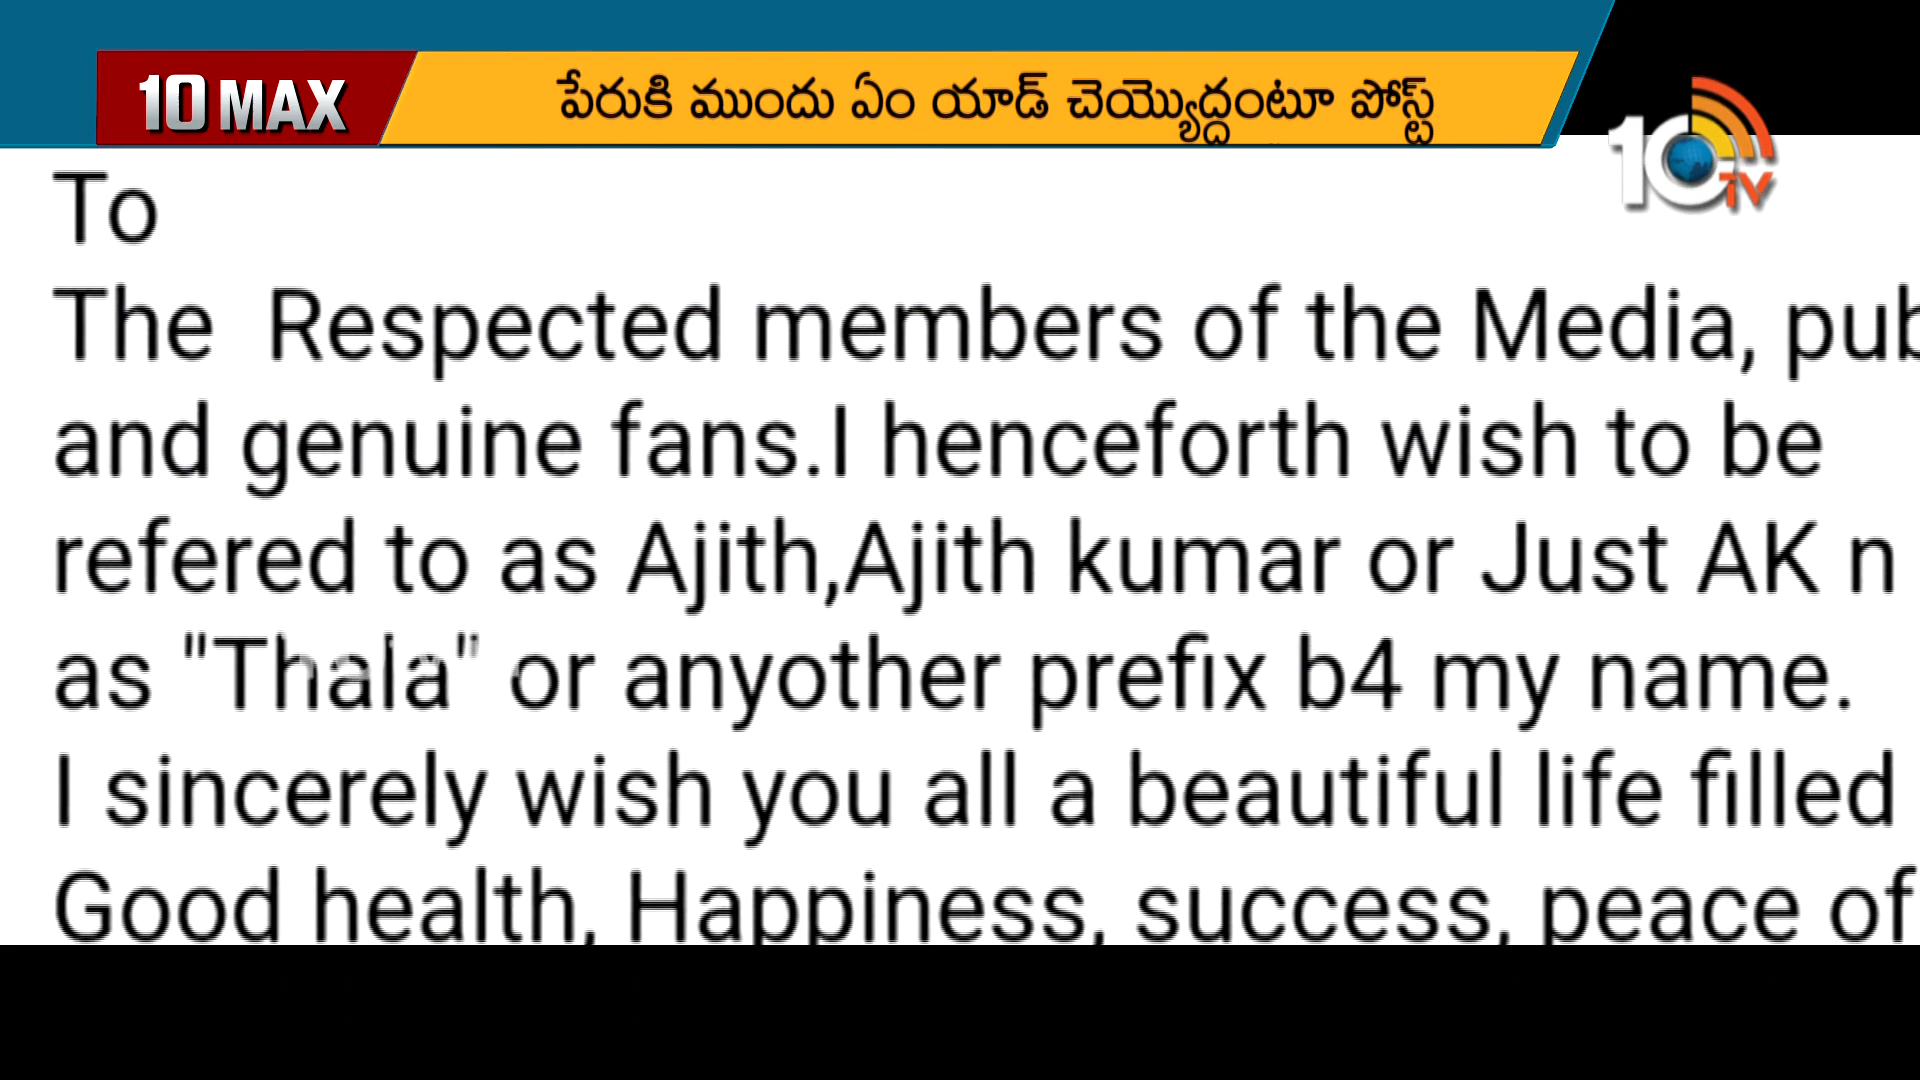 10 MAX
పేరుకి ముందు ఏం యాడ్ చెయ్యొద్దంటూ పోస్ట్
10 TV
To
The Respected members of the Media, pub
and genuine fans.I henceforth wish to be
refered to as Ajith,Ajith kumar or Just AK n
as "Thala" or anyother prefix b4 my name.
I sincerely wish you all a beautiful life filled
Good health, Happiness, success, peace of